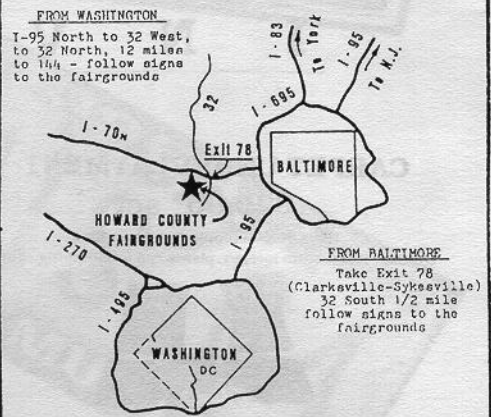 FROM WASHINGTON
I-95 North to 32 West,
to 32 North, 12 miles
to 144 - follow signs
to the fairgrounds
I-83
To York
I-95
To N.J.
32
I-695
I-70N
Exit 78
BALTIMORE
HOWARD COUNTY
FAIRGROUNDS
I-95
I-270
FROM BALTIMORE
Take Exit 78
(Clarksville-Sykesville)
32 South 1/2 mile
follow signs to the
fairgrounds
I-495
WASHINGTON
DC